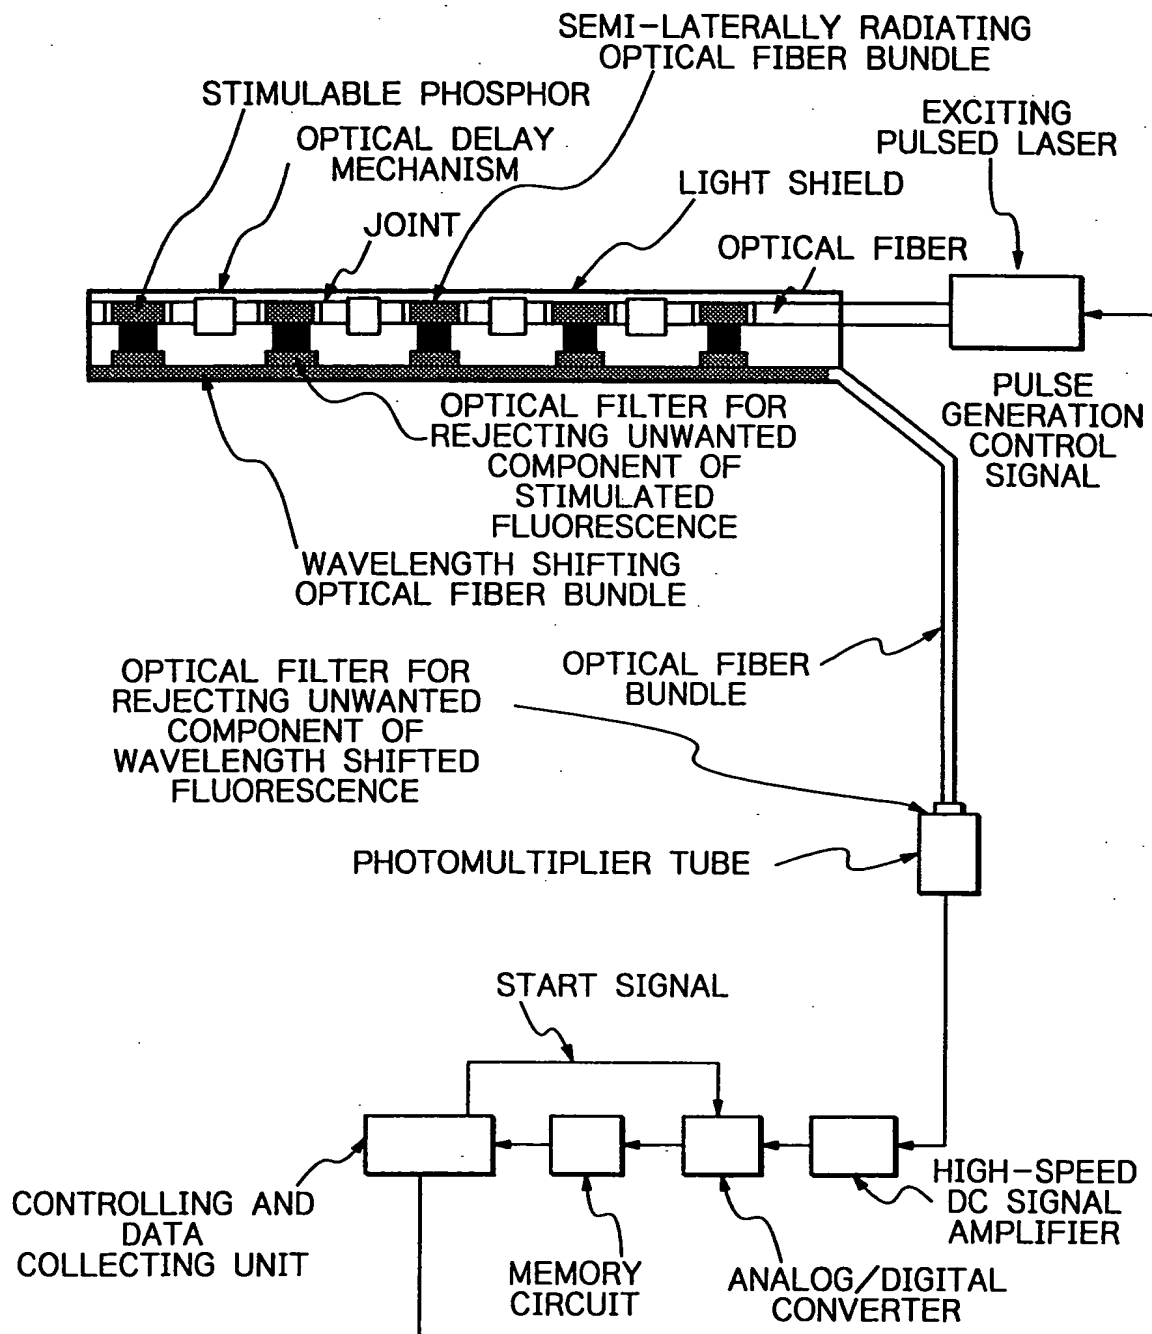 SEMI-LATERALLY RADIATING
OPTICAL FIBER BUNDLE
STIMULABLE PHOSPHOR
EXCITING
PULSED LASER
OPTICAL DELAY
MECHANISM
LIGHT SHIELD
JOINT
OPTICAL FIBER
PULSE
GENERATION
CONTROL
SIGNAL
OPTICAL FILTER FOR
REJECTING UNWANTED
COMPONENT OF
STIMULATED
FLUORESCENCE
WAVELENGTH SHIFTING
OPTICAL FIBER BUNDLE
OPTICAL FILTER FOR
REJECTING UNWANTED
COMPONENT OF
WAVELENGTH SHIFTED
FLUORESCENCE
OPTICAL FIBER
BUNDLE
PHOTOMULTIPLIER TUBE
START SIGNAL
CONTROLLING AND
DATA
COLLECTING UNIT
MEMORY
CIRCUIT
ANALOG/DIGITAL
CONVERTER
HIGH-SPEED
DC SIGNAL
AMPLIFIER